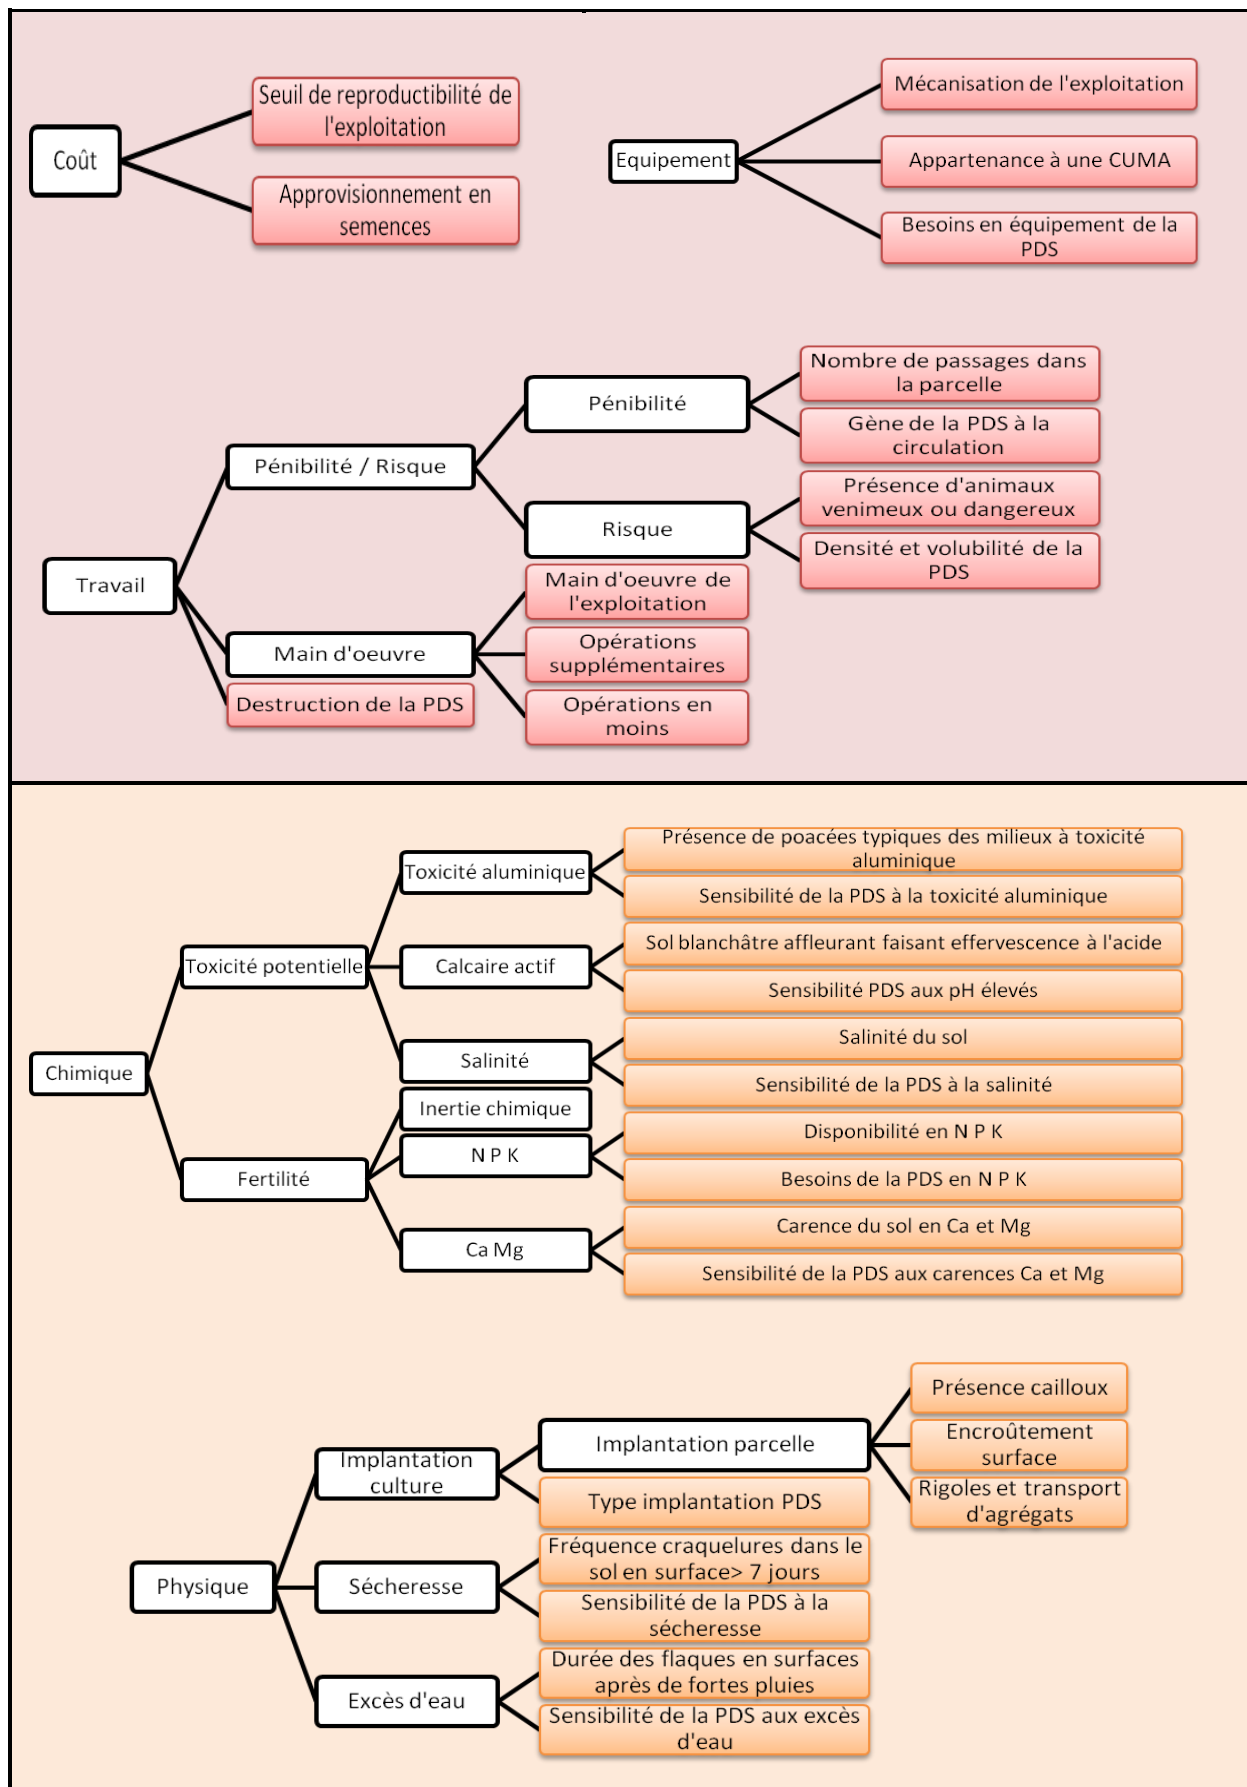 Coût
Seuil de reproductibilité de
l'exploitation
Approvisionnement en
semences
Equipement
Mécanisation de l'exploitation
Appartenance à une CUMA
Besoins en équipement de la
PDS
Travail
Pénibilité / Risque
Pénibilité
Nombre de passages dans
la parcelle
Gène de la PDS à la
circulation
Risque
Présence d'animaux
venimeux ou dangereux
Densité et volubilité de la
PDS
Main d'oeuvre
Main d'oeuvre de
l'exploitation
Opérations
supplémentaires
Opérations en
moins
Destruction de la PDS
Chimique
Toxicité potentielle
Toxicité aluminique
Présence de poacées typiques des milieux à toxicité
aluminique
Sensibilité de la PDS à la toxicité aluminique
Calcaire actif
Sol blanchâtre affleurant faisant effervescence à l'acide
Sensibilité PDS aux pH élevés
Salinité
Salinité du sol
Sensibilité de la PDS à la salinité
Fertilité
Inertie chimique
N P K
Disponibilité en N P K
Besoins de la PDS en N P K
Ca Mg
Carence du sol en Ca et Mg
Sensibilité de la PDS aux carences Ca et Mg
Physique
Implantation
culture
Implantation parcelle
Présence cailloux
Encroûtement
surface
Rigoles et transport
d'agrégats
Type implantation PDS
Sécheresse
Fréquence craquelures dans le
sol en surface> 7 jours
Sensibilité de la PDS à la
sécheresse
Excès d'eau
Durée des flaques en surfaces
après de fortes pluies
Sensibilité de la PDS aux excès
d'eau